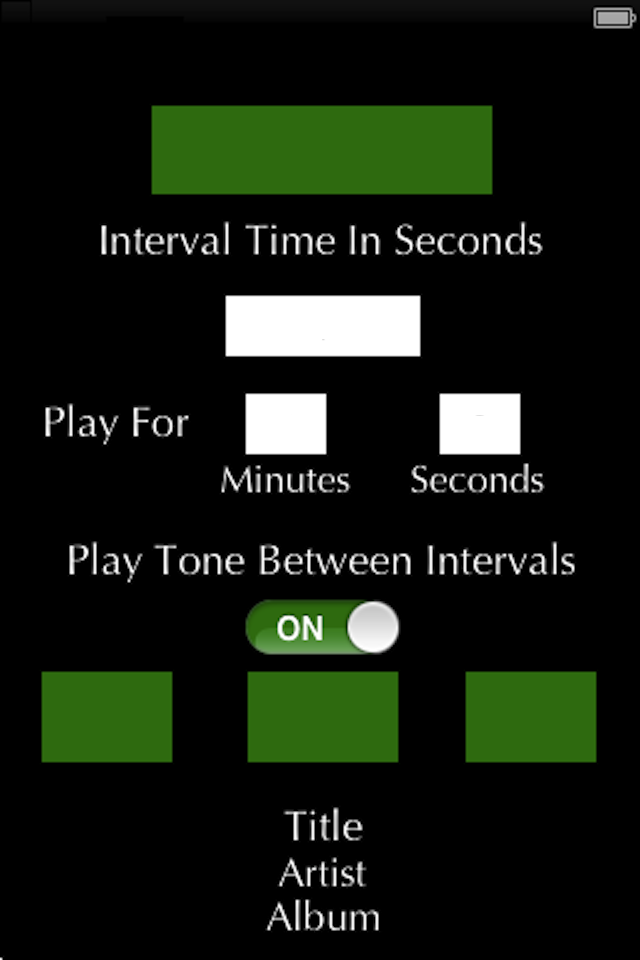 Interval Time In Seconds
Play For
Minutes
Seconds
Play Tone Between Intervals
ON
Title
Artist
Album